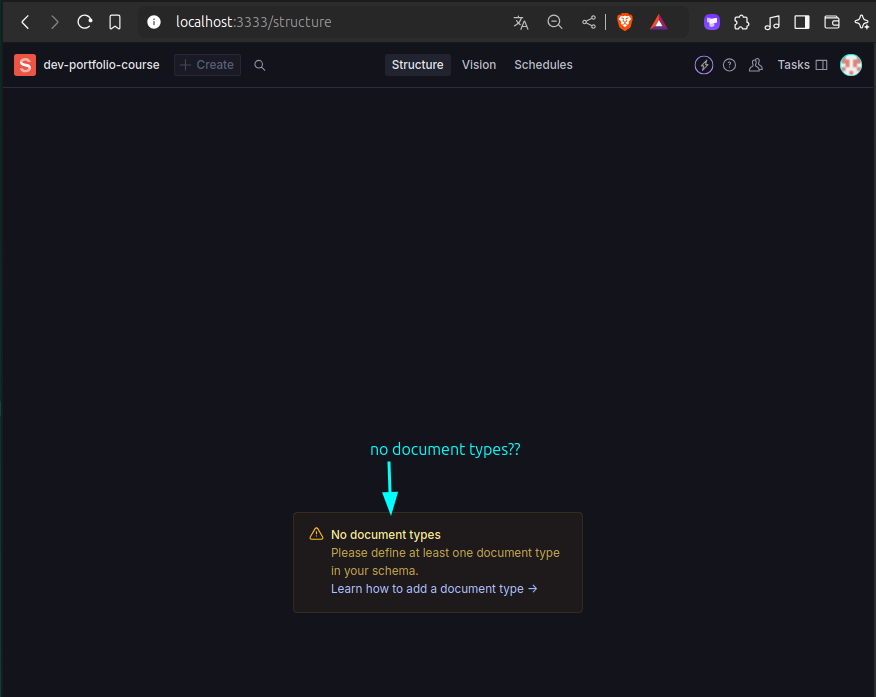 localhost:3333/structure
S dev-portfolio-course + Create Structure Vision Schedules Tasks
no document types??
No document types
Please define at least one document type
in your schema.
Learn how to add a document type →